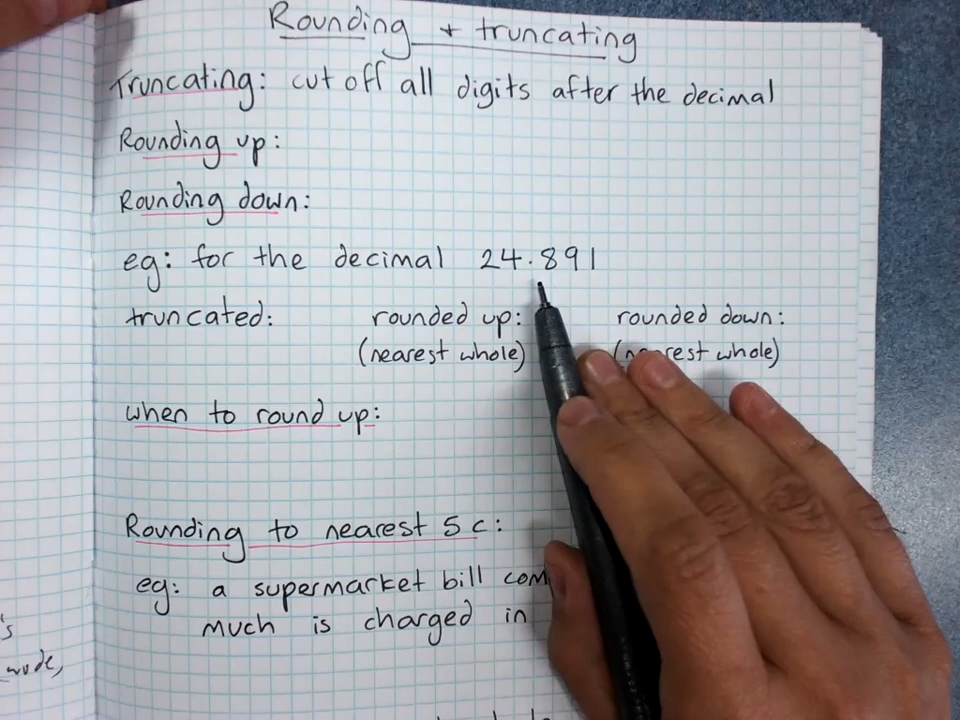 Rounding + truncating
Truncating: cut off all digits after the decimal
Rounding up:
Rounding down:
eg: for the decimal 24.891
truncated: rounded up: rounded down:
(nearest whole) (nearest whole)
when to round up:
Rounding to nearest 5c:
eg: a supermarket bill com
much is charged in
's